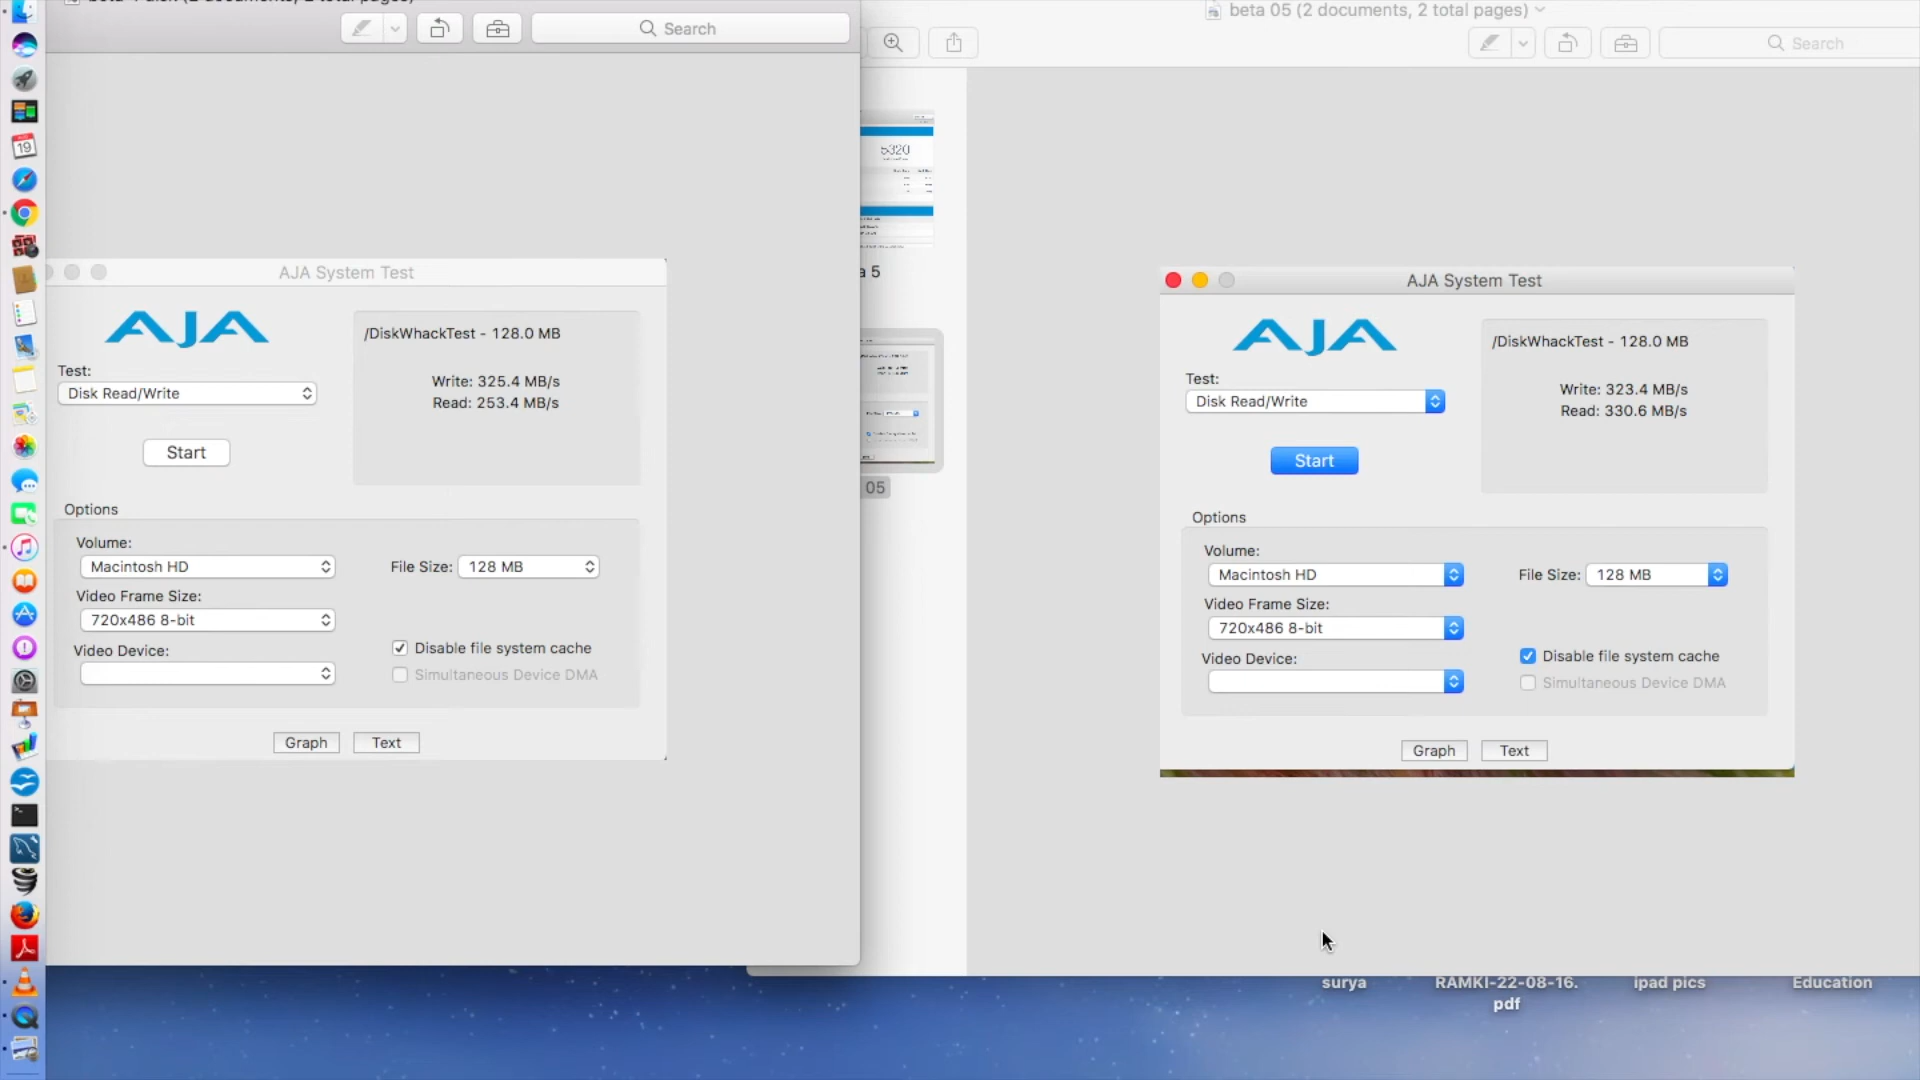 Search
beta 05 (2 documents, 2 total pages)
Search
19
5320
a 5
05
AJA System Test
AJA
/DiskWhackTest - 128.0 MB
Write: 325.4 MB/s
Read: 253.4 MB/s
Test:
Disk Read/Write
Start
Options
Volume:
Macintosh HD
File Size: 128 MB
Video Frame Size:
720x486 8-bit
Disable file system cache
Video Device:
Simultaneous Device DMA
Graph
Text
AJA System Test
AJA
/DiskWhackTest - 128.0 MB
Write: 323.4 MB/s
Read: 330.6 MB/s
Test:
Disk Read/Write
Start
Options
Volume:
Macintosh HD
File Size: 128 MB
Video Frame Size:
720x486 8-bit
Disable file system cache
Video Device:
Simultaneous Device DMA
Graph
Text
surya
RAMKI-22-08-16.
pdf
ipad pics
Education